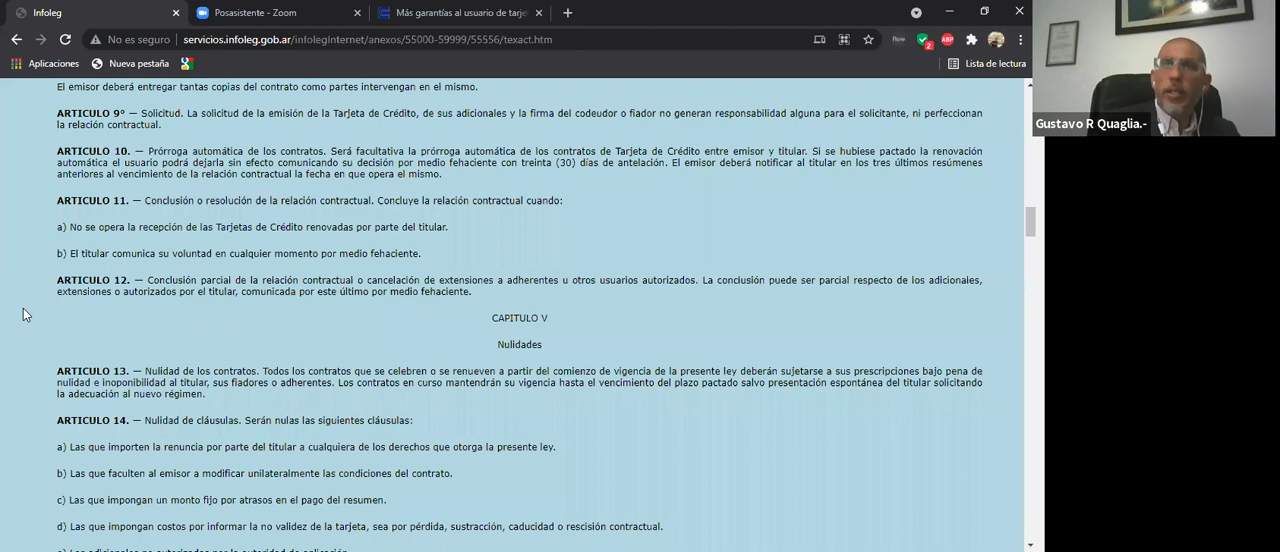 Infoleg
Posasistente - Zoom
Más garantías al usuario de tarje
No es seguro
servicios.infoleg.gob.ar/infolegInternet/anexos/55000-59999/55556/texact.htm
2
ABP
Aplicaciones
Nueva pestaña
Lista de lectura
Gustavo R Quaglia.-
El emisor deberá entregar tantas copias del contrato como partes intervengan en el mismo.
ARTICULO 9° — Solicitud. La solicitud de la emisión de la Tarjeta de Crédito, de sus adicionales y la firma del codeudor o fiador no generan responsabilidad alguna para el solicitante, ni perfeccionan
la relación contractual.
ARTICULO 10. — Prórroga automática de los contratos. Será facultativa la prórroga automática de los contratos de Tarjeta de Crédito entre emisor y titular. Si se hubiese pactado la renovación
automática el usuario podrá dejarla sin efecto comunicando su decisión por medio fehaciente con treinta (30) días de antelación. El emisor deberá notificar al titular en los tres últimos resúmenes
anteriores al vencimiento de la relación contractual la fecha en que opera el mismo.
ARTICULO 11. — Conclusión o resolución de la relación contractual. Concluye la relación contractual cuando:
a) No se opera la recepción de las Tarjetas de Crédito renovadas por parte del titular.
b) El titular comunica su voluntad en cualquier momento por medio fehaciente.
ARTICULO 12. — Conclusión parcial de la relación contractual o cancelación de extensiones a adherentes u otros usuarios autorizados. La conclusión puede ser parcial respecto de los adicionales,
extensiones o autorizados por el titular, comunicada por este último por medio fehaciente.
CAPITULO V
Nulidades
ARTICULO 13. — Nulidad de los contratos. Todos los contratos que se celebren o se renueven a partir del comienzo de vigencia de la presente ley deberán sujetarse a sus prescripciones bajo pena de
nulidad e inoponibilidad al titular, sus fiadores o adherentes. Los contratos en curso mantendrán su vigencia hasta el vencimiento del plazo pactado salvo presentación espontánea del titular solicitando
la adecuación al nuevo régimen.
ARTICULO 14. — Nulidad de cláusulas. Serán nulas las siguientes cláusulas:
a) Las que importen la renuncia por parte del titular a cualquiera de los derechos que otorga la presente ley.
b) Las que faculten al emisor a modificar unilateralmente las condiciones del contrato.
c) Las que impongan un monto fijo por atrasos en el pago del resumen.
d) Las que impongan costos por informar la no validez de la tarjeta, sea por pérdida, sustracción, caducidad o rescisión contractual.
e) Los adicionales no autorizados por la autoridad de aplicación.